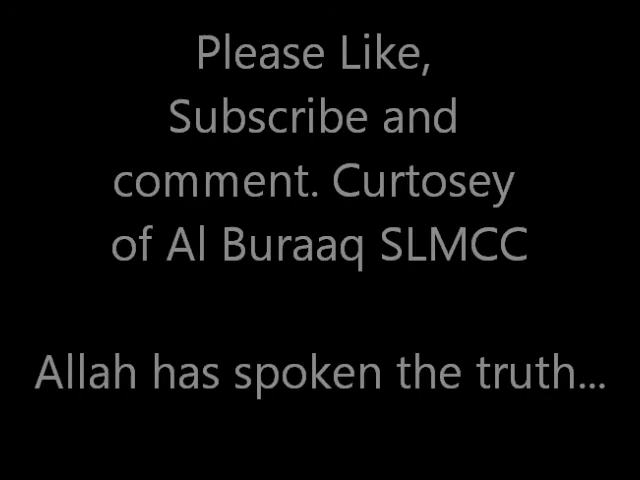 Please Like,
Subscribe and
comment. Curtosey
of Al Buraaq SLMCC
Allah has spoken the truth...